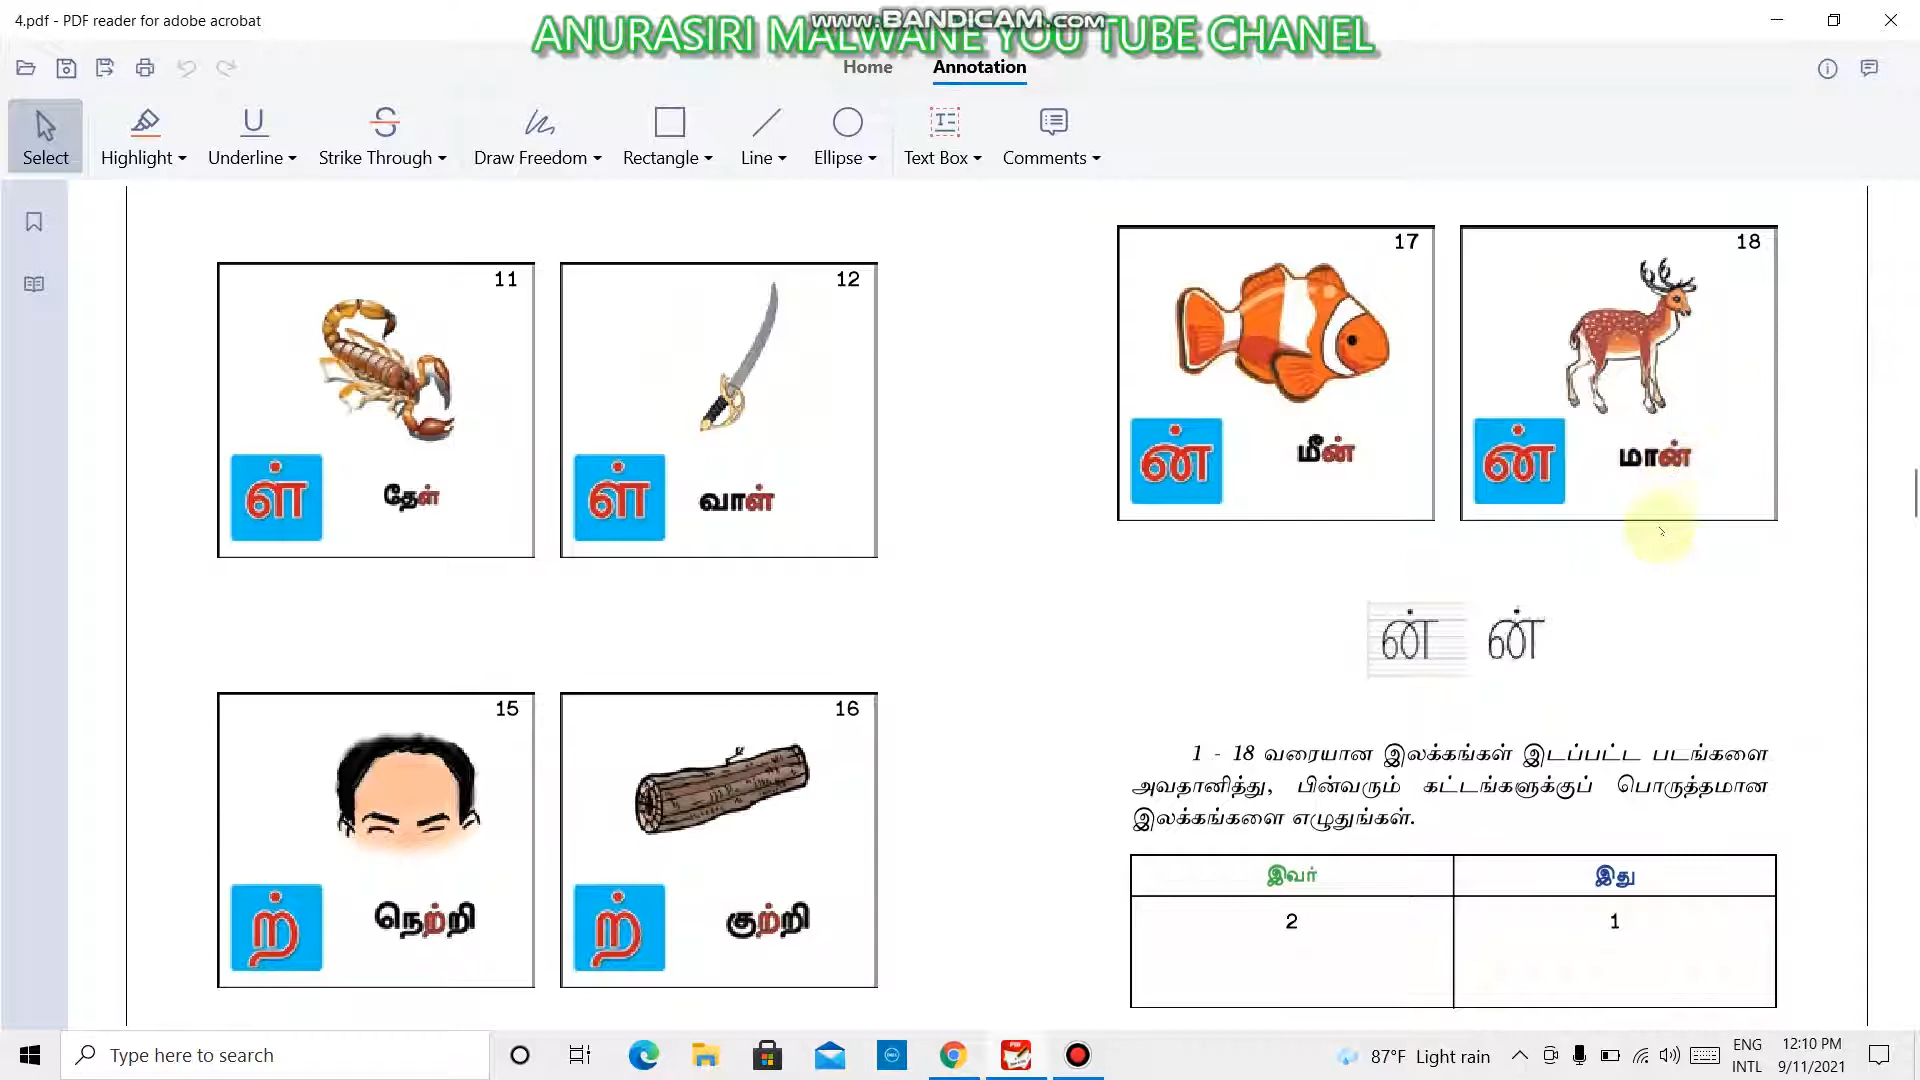 4.pdf - PDF reader for adobe acrobat
www.BANDICAM.com
ANURASIRI MALWANE YOU TUBE CHANEL
Home Annotation
Select Highlight Underline Strike Through Draw Freedom Rectangle Line Ellipse Text Box Comments
11
ள்
தேள்
12
ள்
வாள்
15
ற்
நெற்றி
16
ற்
குற்றி
17
ன்
மீன்
18
ன்
மான்
ன் ன்
1 - 18 வரையான இலக்கங்கள் இடப்பட்ட படங்களை
அவதானித்து, பின்வரும் கட்டங்களுக்குப் பொருத்தமான
இலக்கங்களை எழுதுங்கள்.
இவர் இது
2 1
Type here to search
87°F Light rain
ENG
INTL
12:10 PM
9/11/2021